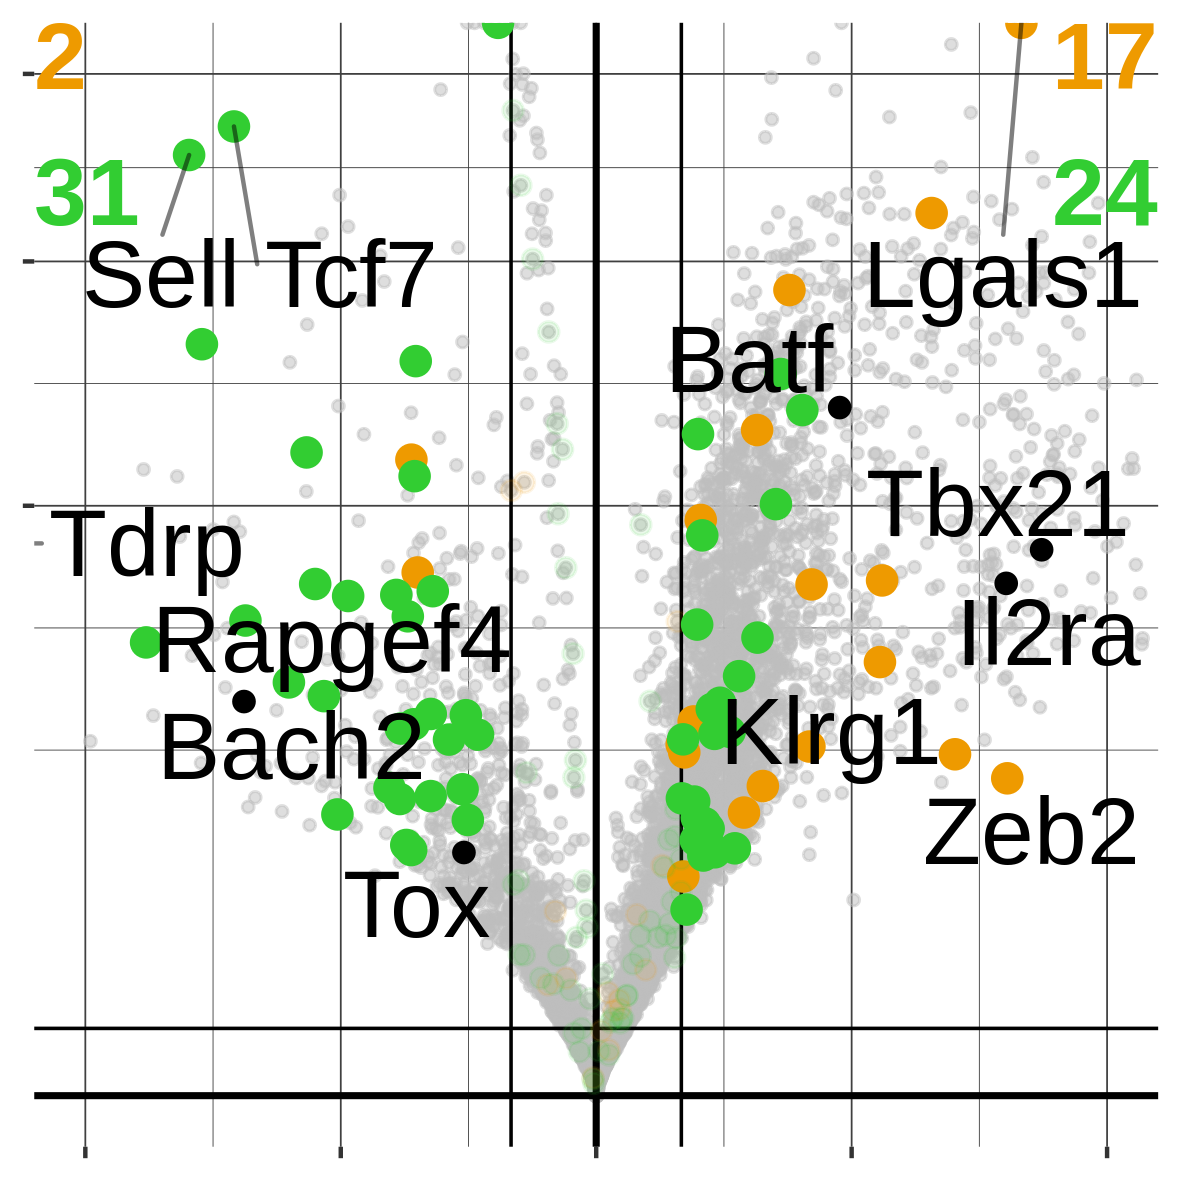 2
17
31
24
Sell Tcf7
Lgals1
Batf
Tbx21
Tdrp
Il2ra
Rapgef4
Klrg1
Bach2
Zeb2
Tox